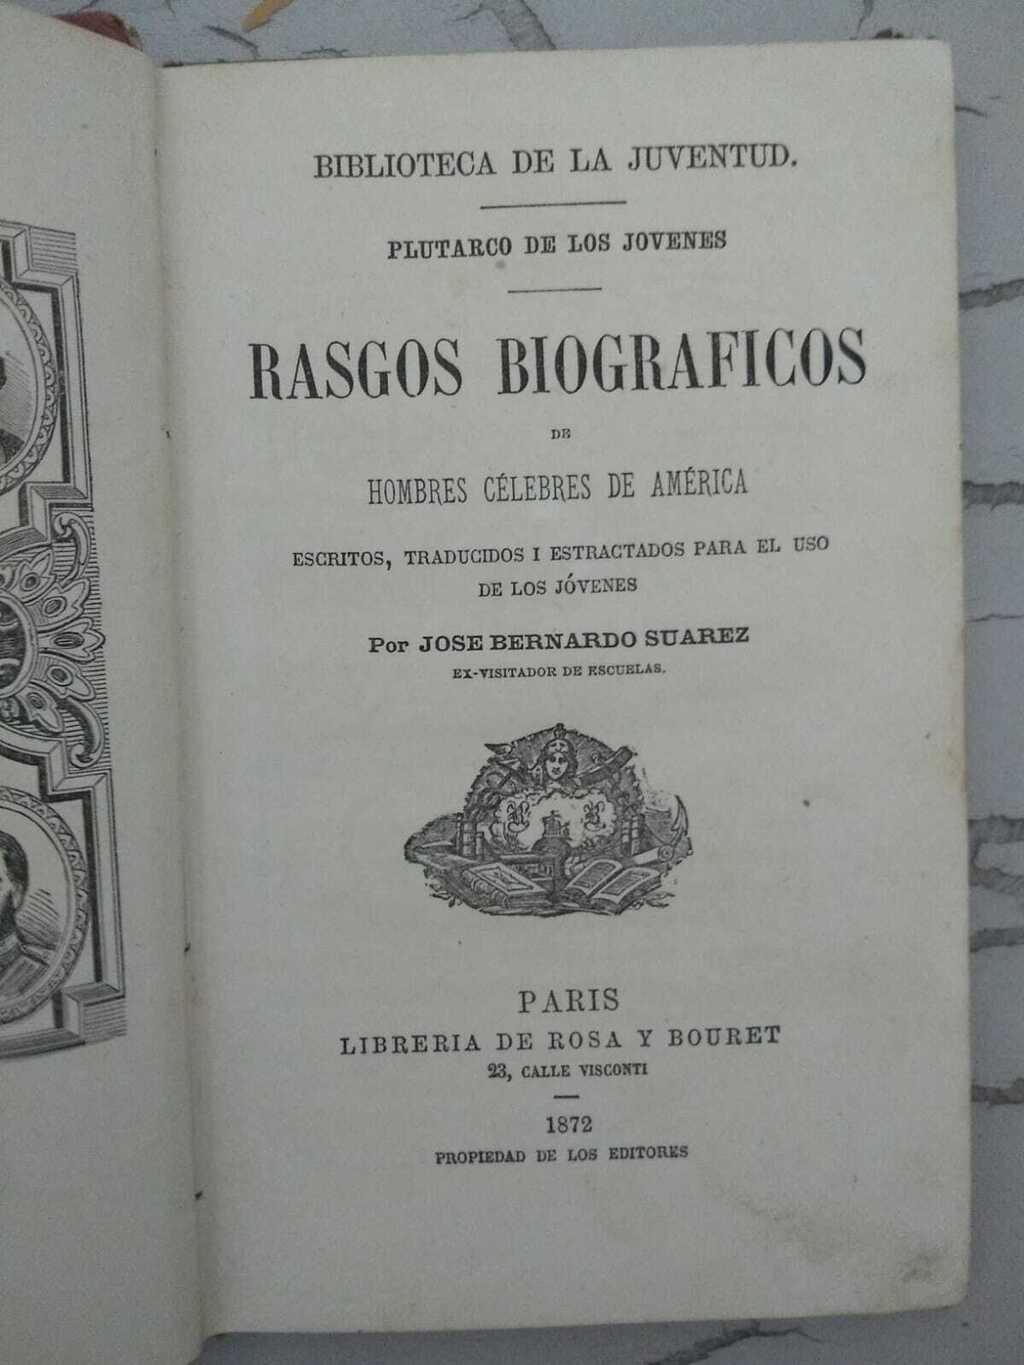 BIBLIOTECA DE LA JUVENTUD.
PLUTARCO DE LOS JOVENES
RASGOS BIOGRAFICOS
DE
HOMBRES CÉLEBRES DE AMÉRICA
ESCRITOS, TRADUCIDOS I ESTRACTADOS PARA EL USO
DE LOS JÓVENES
Por JOSE BERNARDO SUAREZ
EX-VISITADOR DE ESCUELAS.
PARIS
LIBRERIA DE ROSA Y BOURET
23, CALLE VISCONTI
1872
PROPIEDAD DE LOS EDITORES